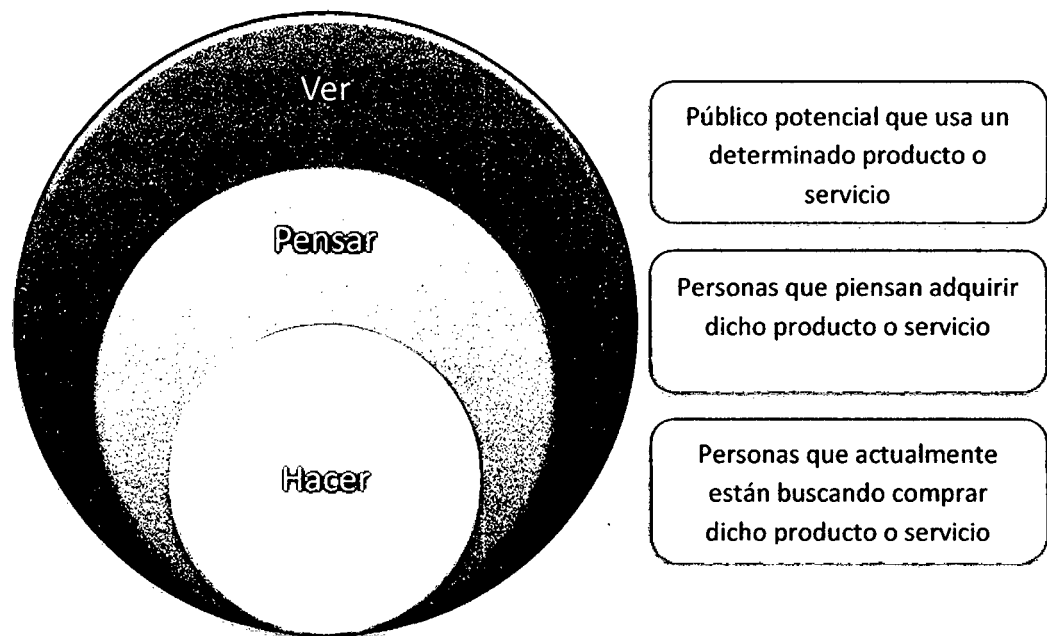 Ver
Público potencial que usa un
determinado producto o
servicio
Pensar
Personas que piensan adquirir
dicho producto o servicio
Hacer
Personas que actualmente
están buscando comprar
dicho producto o servicio